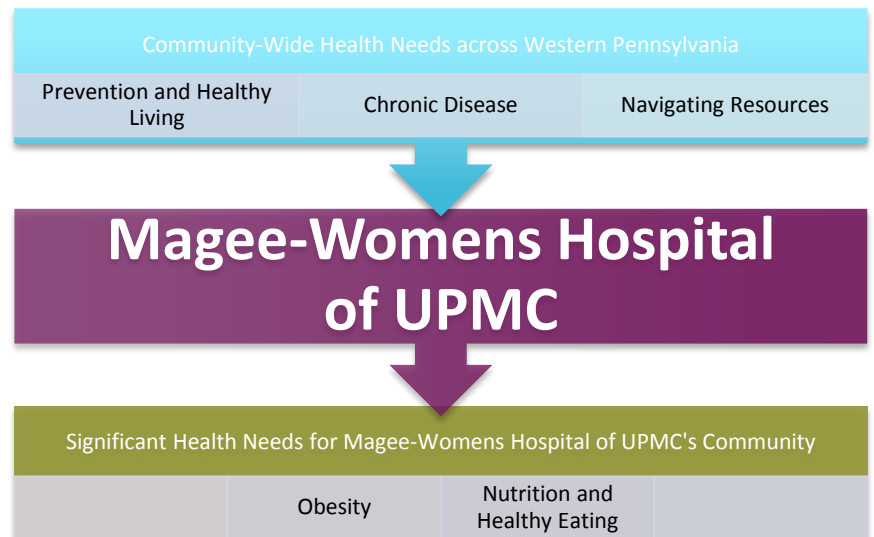 Community-Wide Health Needs across Western Pennsylvania
Prevention and Healthy
Living
Chronic Disease
Navigating Resources
Magee-Womens Hospital
of UPMC
Significant Health Needs for Magee-Womens Hospital of UPMC's Community
Obesity
Nutrition and
Healthy Eating